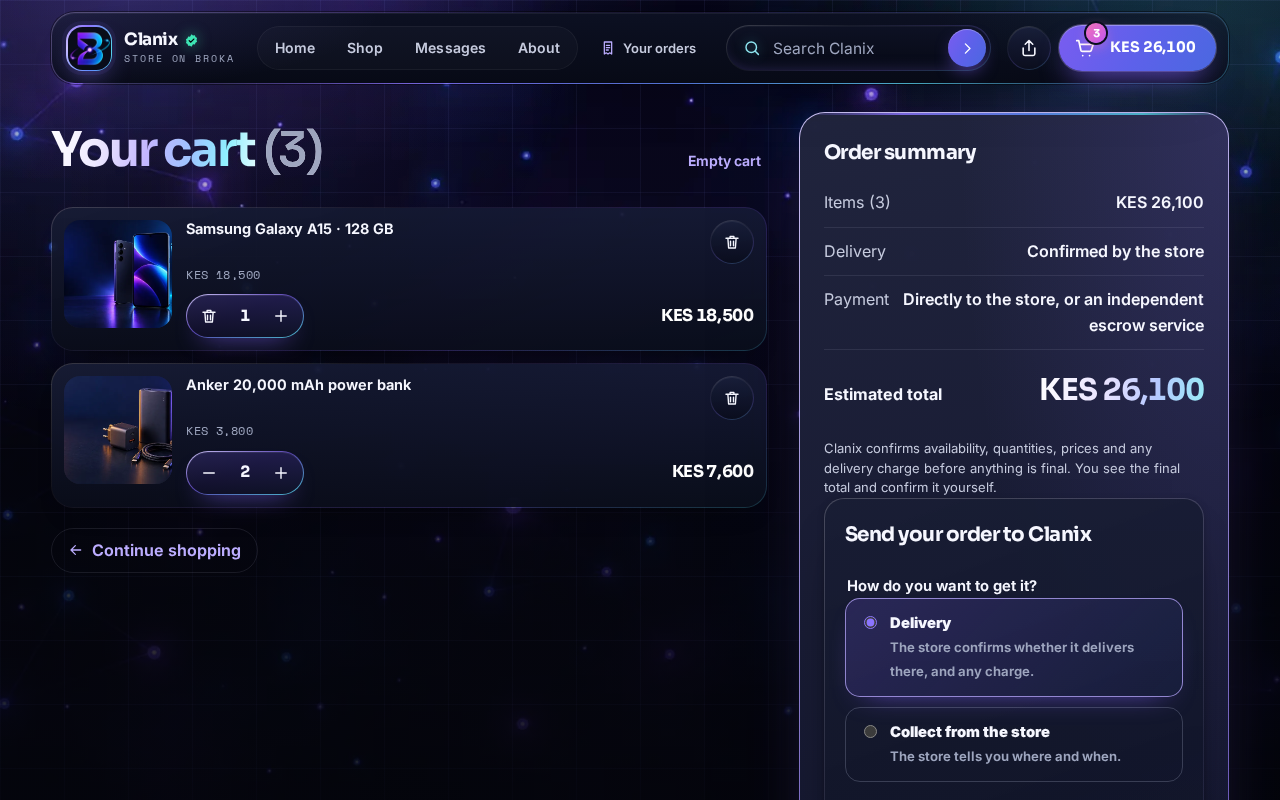 Clanix
STORE ON BROKA
Home
Shop
Messages
About
Your orders
Search Clanix
3
KES 26,100
Your cart (3)
Empty cart
Samsung Galaxy A15 · 128 GB
KES 18,500
1
KES 18,500
Anker 20,000 mAh power bank
KES 3,800
2
KES 7,600
Continue shopping
Order summary
Items (3) KES 26,100
Delivery Confirmed by the store
Payment Directly to the store, or an independent
escrow service
Estimated total KES 26,100
Clanix confirms availability, quantities, prices and any
delivery charge before anything is final. You see the final
total and confirm it yourself.
Send your order to Clanix
How do you want to get it?
Delivery
The store confirms whether it delivers
there, and any charge.
Collect from the store
The store tells you where and when.